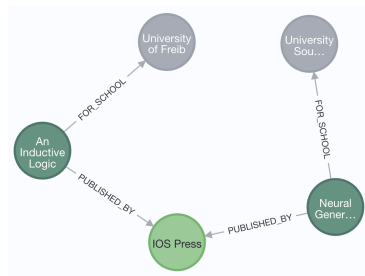 University
of Freib
University
Sou…
FOR_SCHOOL
FOR_SCHOOL
An
Inductive
Logic
PUBLISHED_BY
Neural
Gener…
PUBLISHED_BY
IOS Press